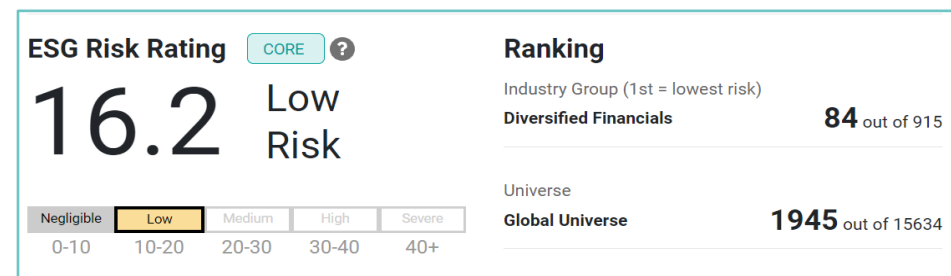 ESG Risk Rating CORE ?
16.2 Low
Risk
Negligible Low Medium High Severe
0-10 10-20 20-30 30-40 40+
Ranking
Industry Group (1st = lowest risk)
Diversified Financials 84 out of 915
Universe
Global Universe 1945 out of 15634